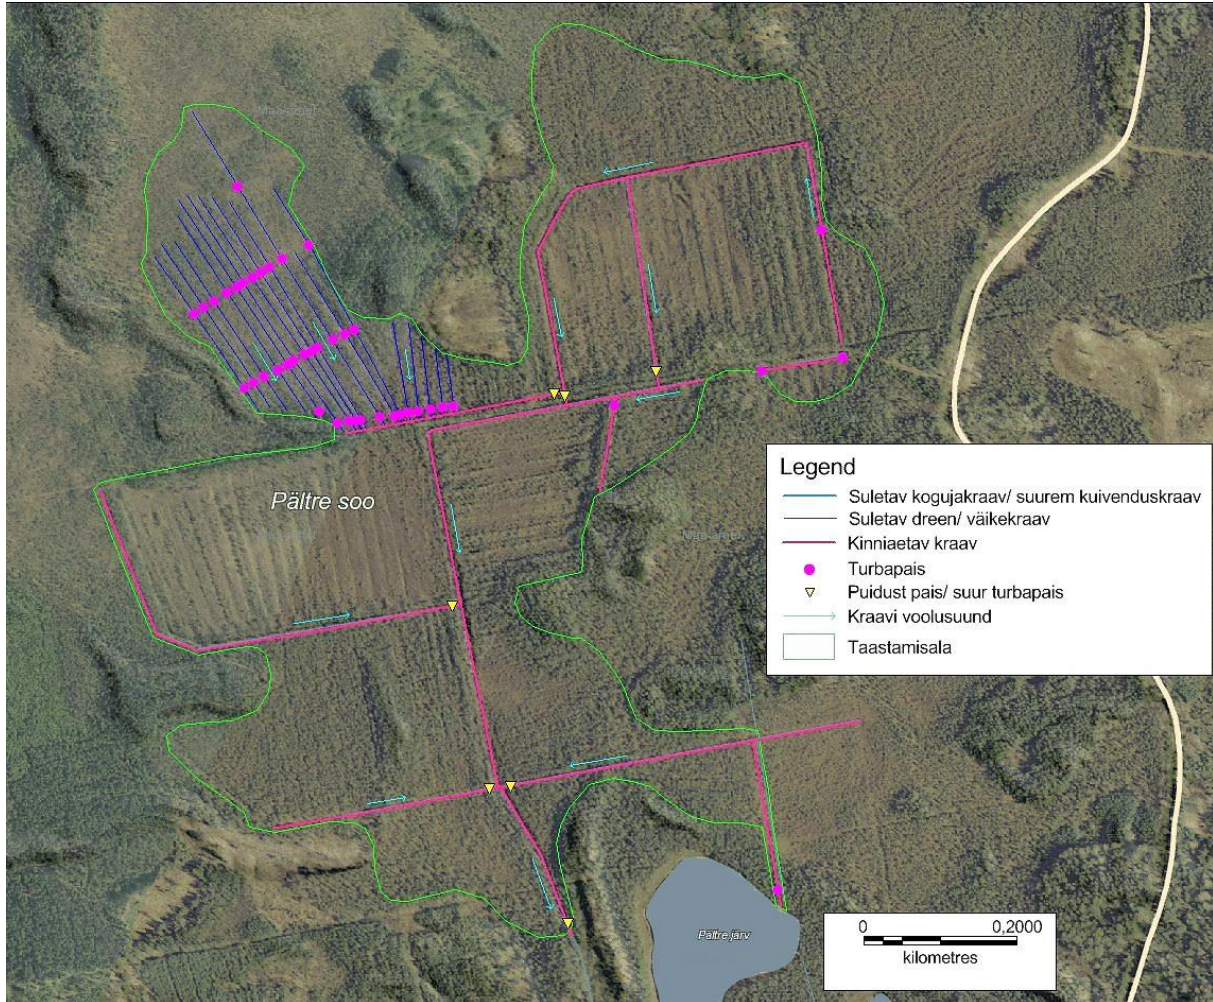 Pältre soo
Legend
Suletav kogujakraav/ suurem kuivenduskraav
Suletav dreen/ väikekraav
Kinniaetav kraav
Turbapais
Puidust pais/ suur turbapais
Kraavi voolusuund
Taastamisala
Pältre järv
0 0,2000
kilometres